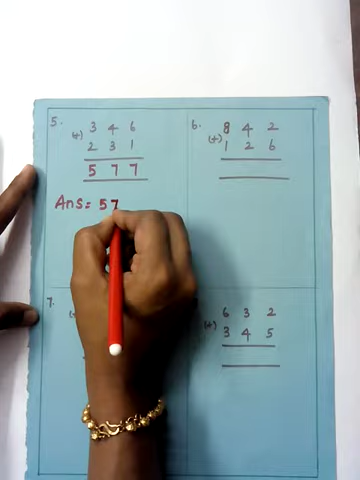 5.
3 4 6
(+)
2 3 1
5 7 7
Ans = 57
6.
8 4 2
(+)
1 2 6
7.
6 3 2
(+)
3 4 5